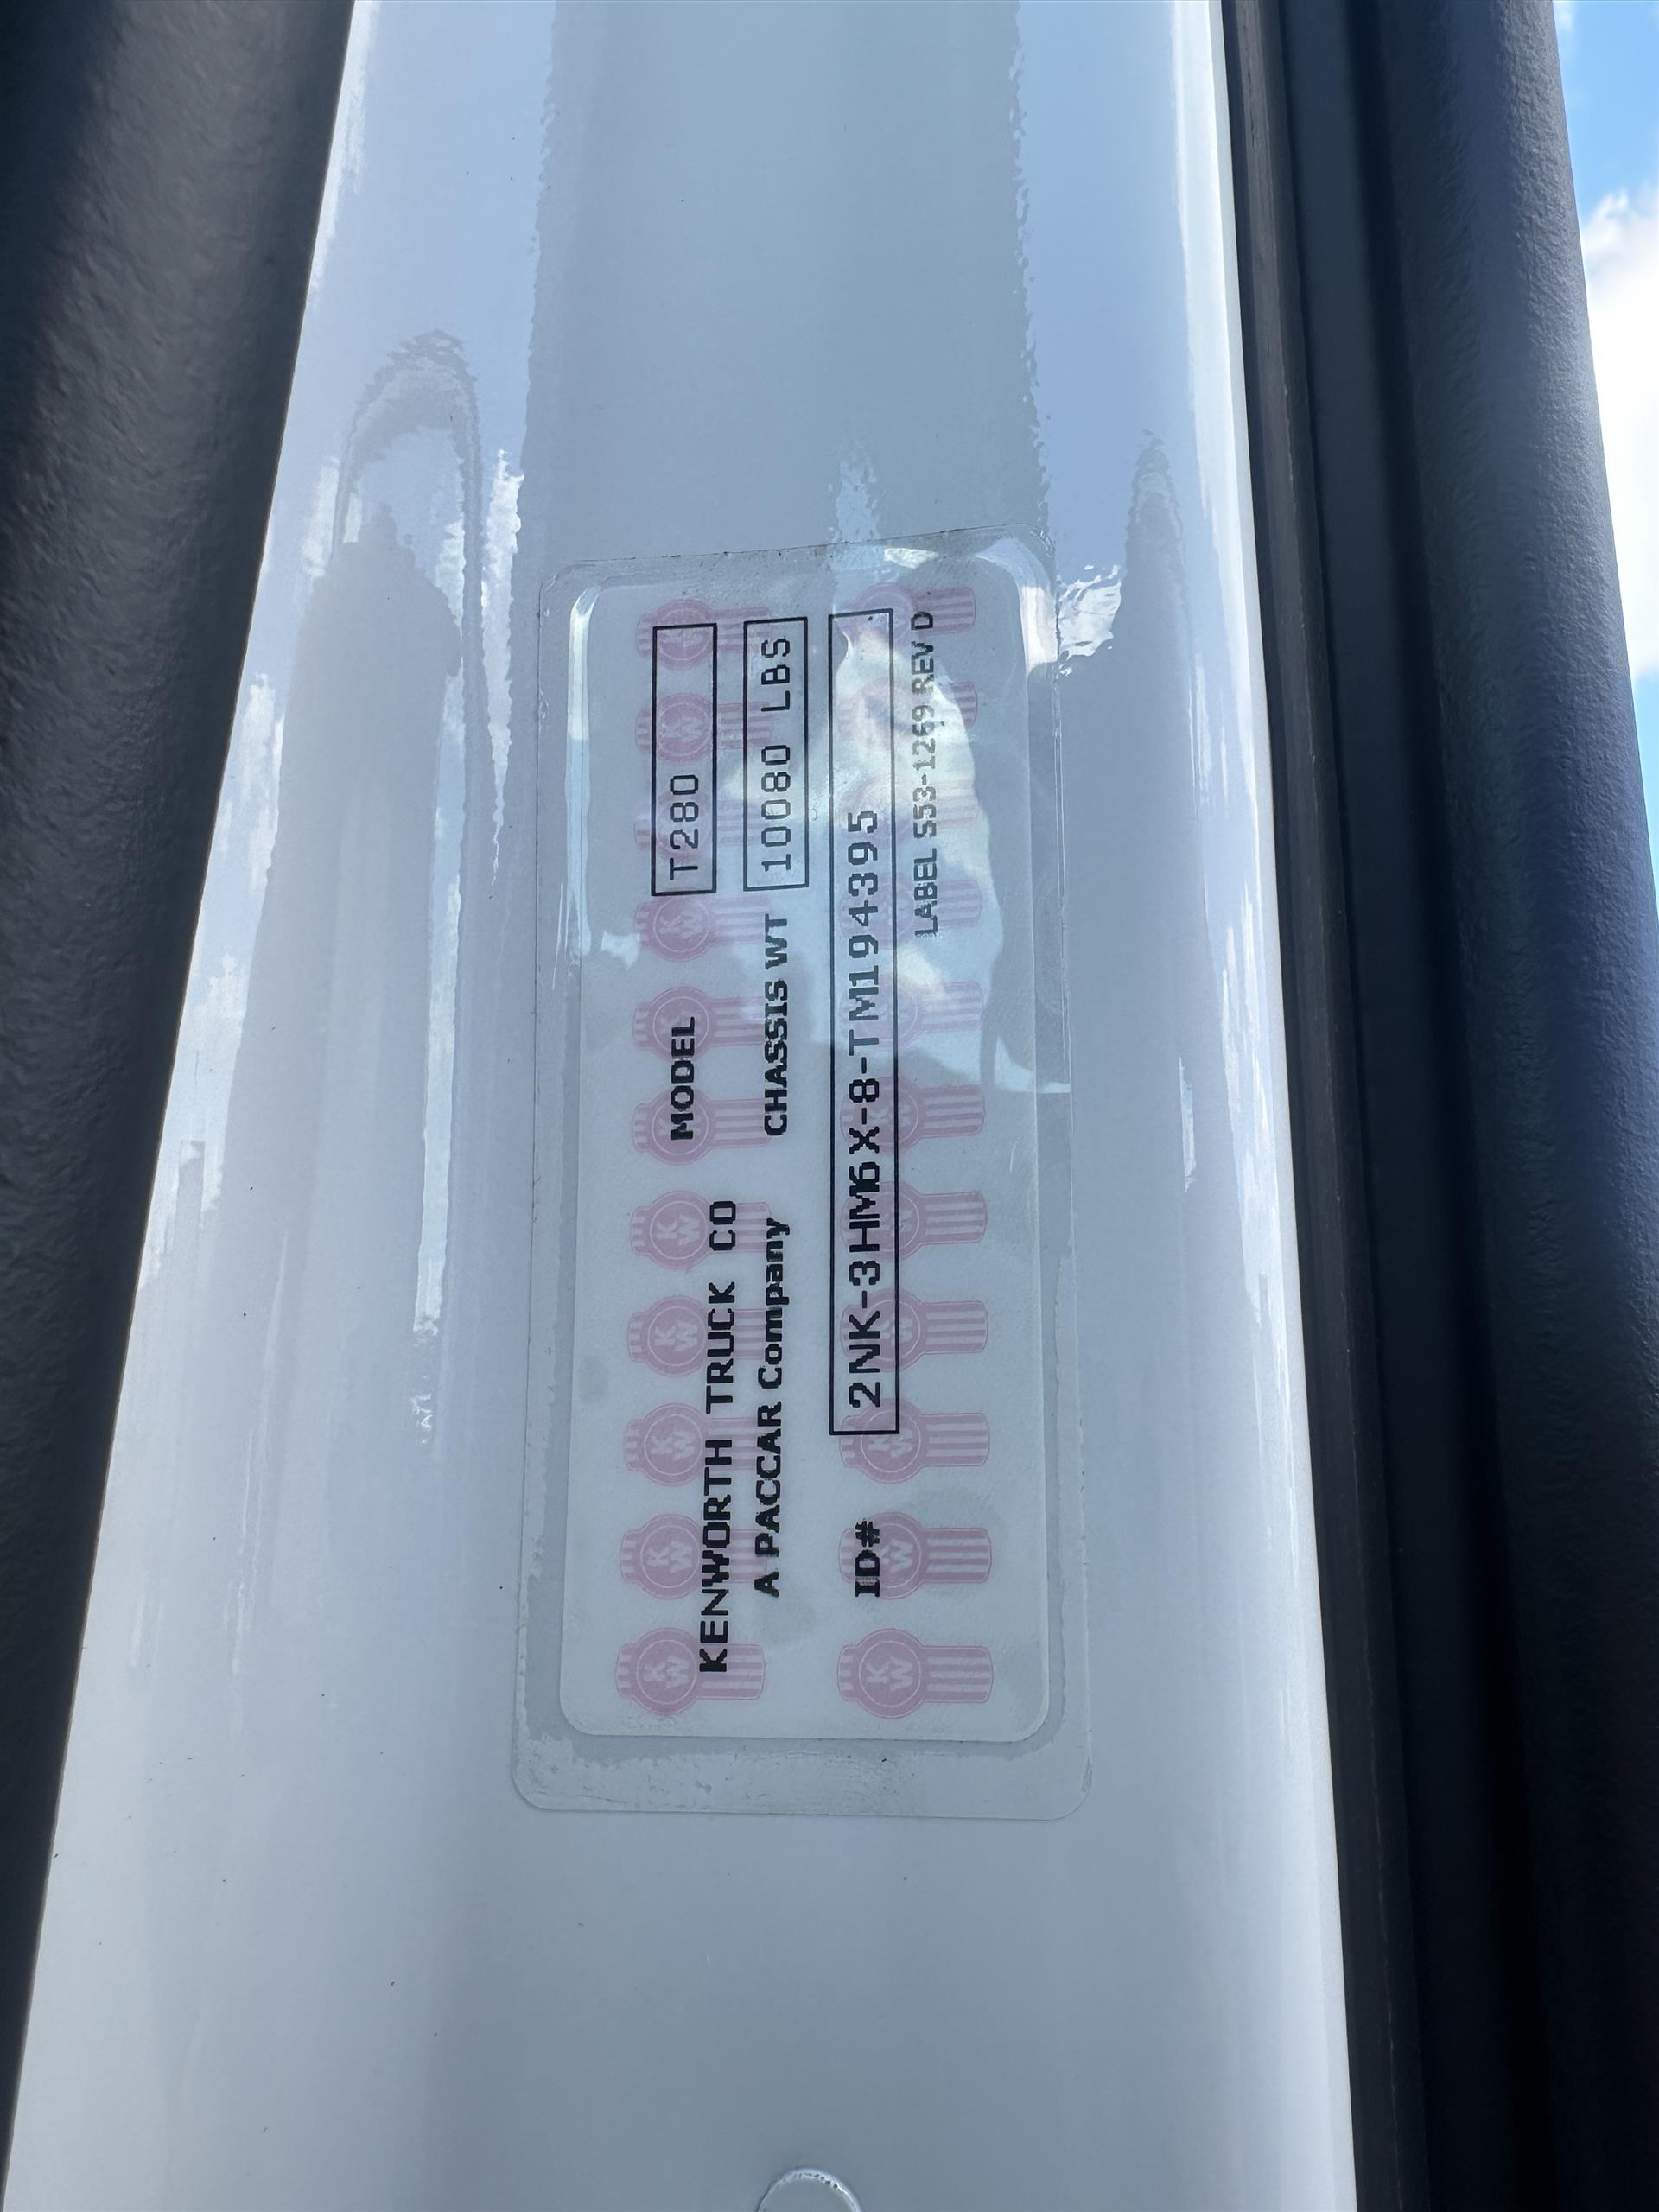 KENWORTH TRUCK CO
A PACCAR Company
MODEL T280
CHASSIS WT 10080 LBS
ID# 2NK-3HM6X-8-TM194395
LABEL S53-1269 REV D